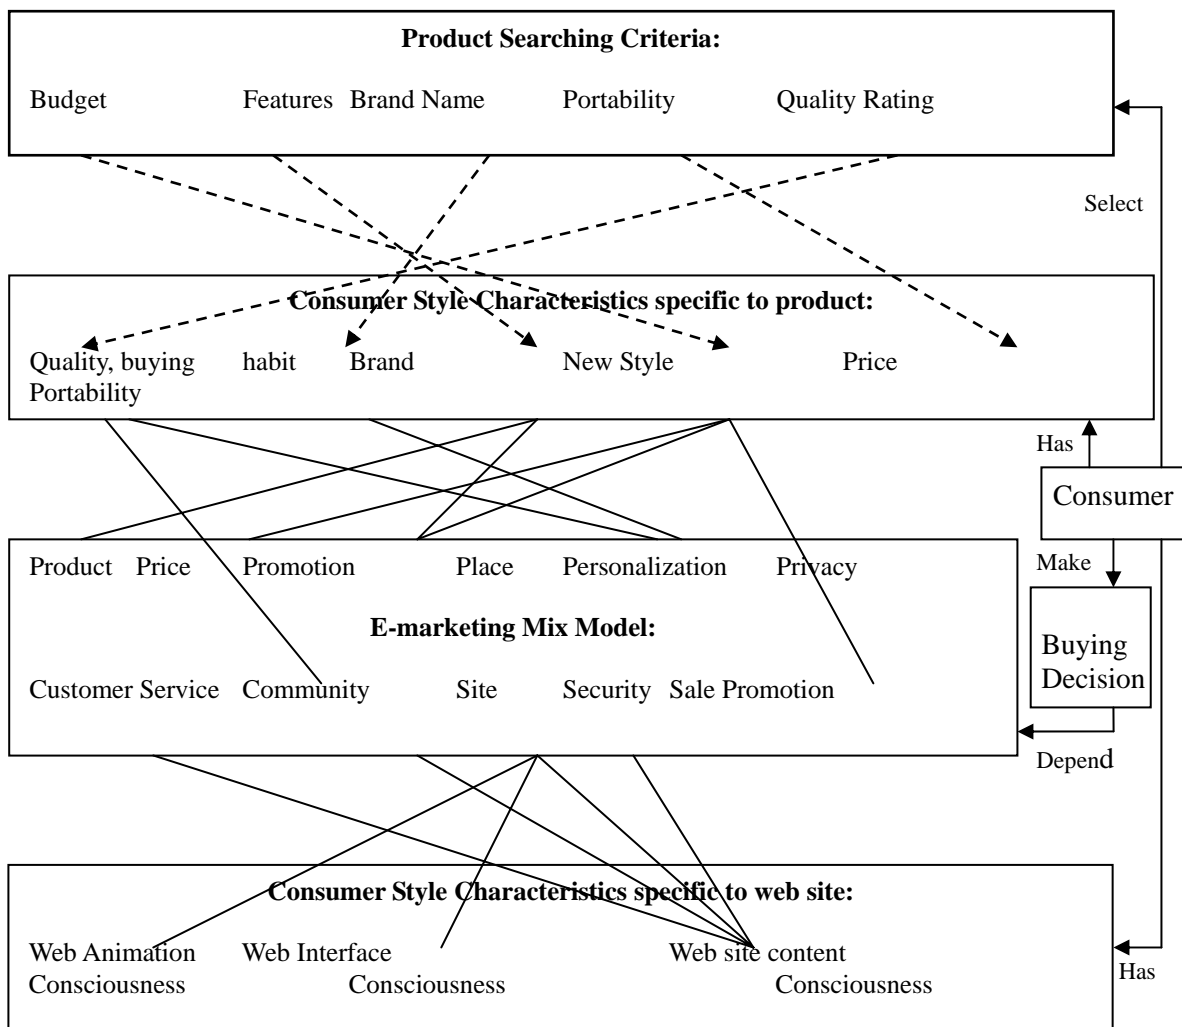 Product Searching Criteria:
Budget Features Brand Name Portability Quality Rating
Select
Consumer Style Characteristics specific to product:
Quality, buying habit Brand New Style Price
Portability
Has
Consumer
Product Price Promotion Place Personalization Privacy
Make
E-marketing Mix Model:
Buying
Decision
Customer Service Community Site Security Sale Promotion
Depend
Consumer Style Characteristics specific to web site:
Web Animation Web Interface Web site content
Has
Consciousness Consciousness Consciousness